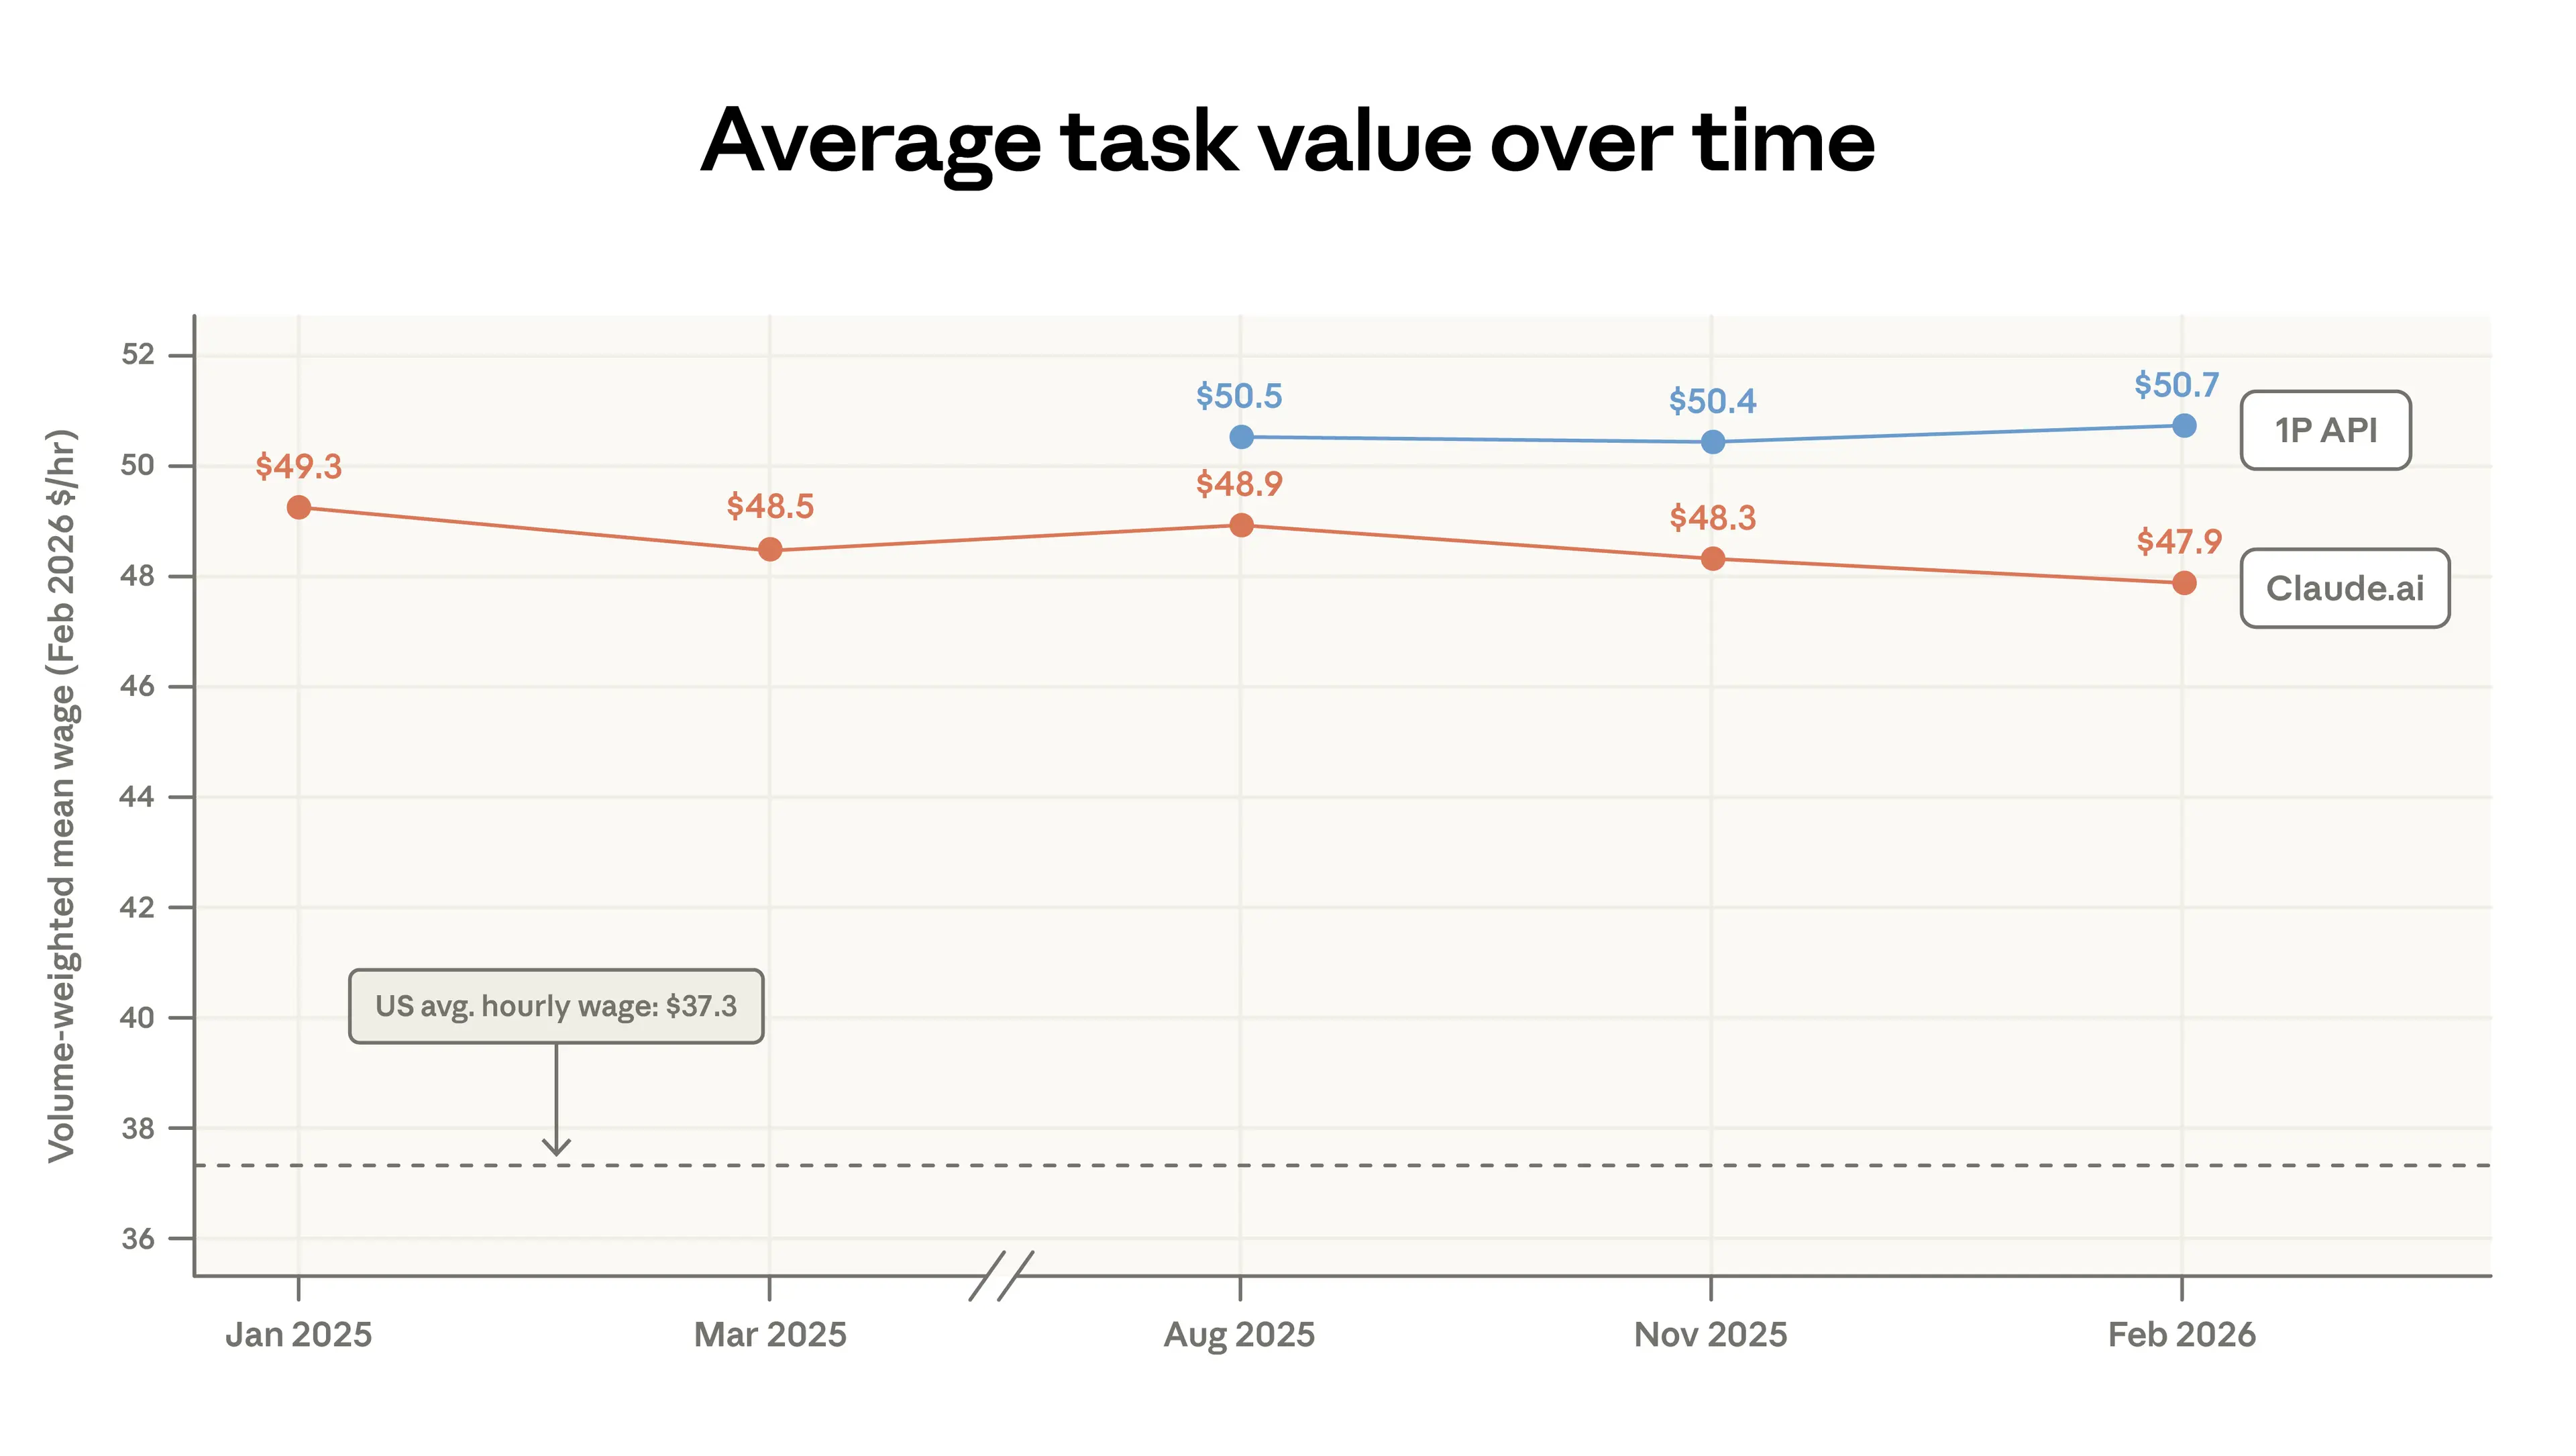 Average task value over time
Volume-weighted mean wage (Feb 2026 $/hr)
52
50
48
46
44
42
40
38
36
$49.3
$48.5
$50.5
$48.9
$50.4
$48.3
$50.7
$47.9
1P API
Claude.ai
US avg. hourly wage: $37.3
Jan 2025
Mar 2025
Aug 2025
Nov 2025
Feb 2026